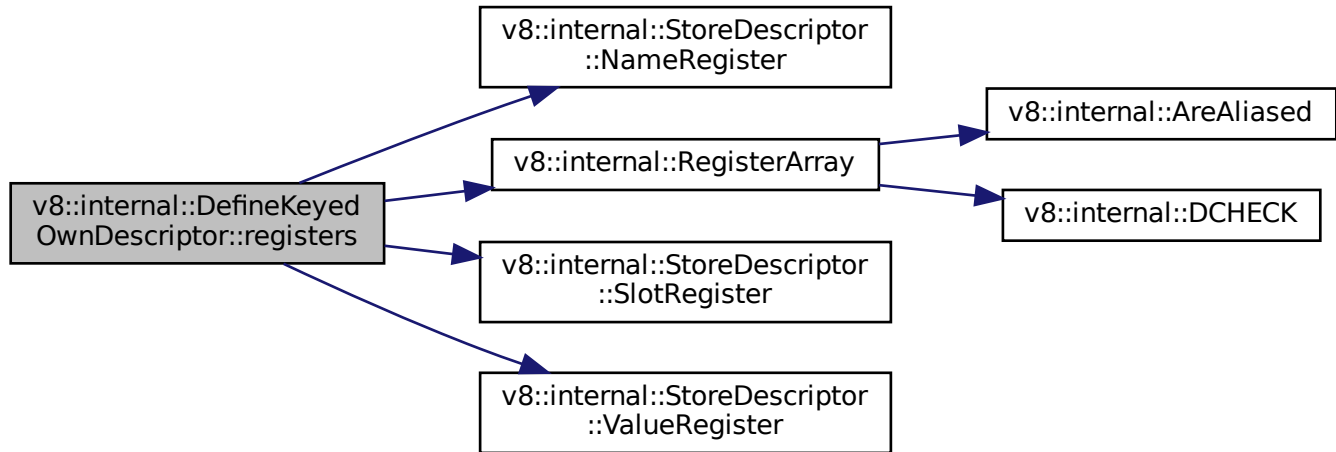 v8::internal::DefineKeyed
OwnDescriptor::registers
v8::internal::StoreDescriptor
::NameRegister
v8::internal::RegisterArray
v8::internal::StoreDescriptor
::SlotRegister
v8::internal::StoreDescriptor
::ValueRegister
v8::internal::AreAliased
v8::internal::DCHECK